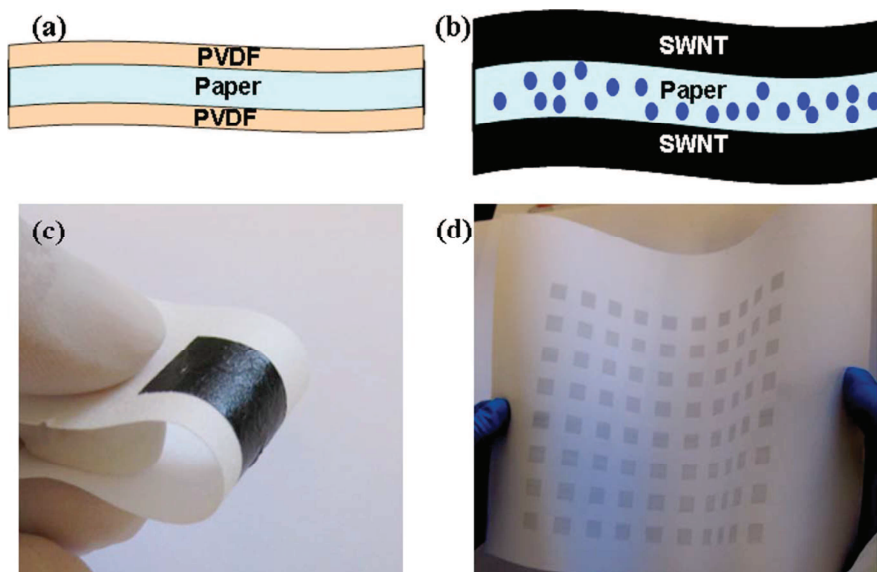 (a)
PVDF
Paper
PVDF
(b)
SWNT
Paper
SWNT
(c)
(d)